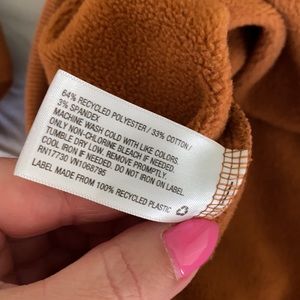 64% RECYCLED POLYESTER / 33% COTTON /
3% SPANDEX
MACHINE WASH COLD WITH LIKE COLORS.
ONLY NON-CHLORINE BLEACH IF NEEDED.
TUMBLE DRY LOW. REMOVE PROMPTLY.
COOL IRON IF NEEDED. DO NOT IRON ON LABEL.
RN17730 VN1068795
LABEL MADE FROM 100% RECYCLED PLASTIC